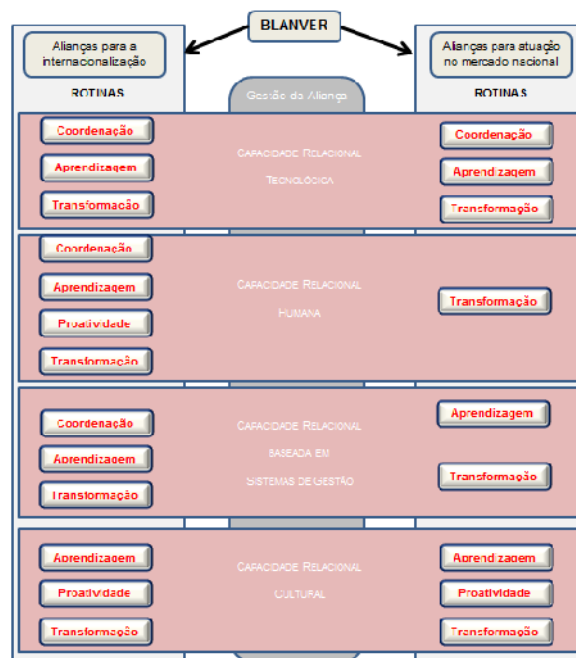 BLANVER
Alianças para a
internacionalização
Alianças para atuação
no mercado nacional
ROTINAS
Gestão da Aliança
ROTINAS
Coordenação
Aprendizagem
Transformação
CAPACIDADE RELACIONAL
TECNOLÓGICA
Coordenação
Aprendizagem
Transformação
Coordenação
Aprendizagem
Proatividade
Transformação
CAPACIDADE RELACIONAL
HUMANA
Transformação
Coordenação
Aprendizagem
Transformação
CAPACIDADE RELACIONAL
BASEADA EM
SISTEMAS DE GESTÃO
Aprendizagem
Transformação
Aprendizagem
Proatividade
Transformação
CAPACIDADE RELACIONAL
CULTURAL
Aprendizagem
Proatividade
Transformação